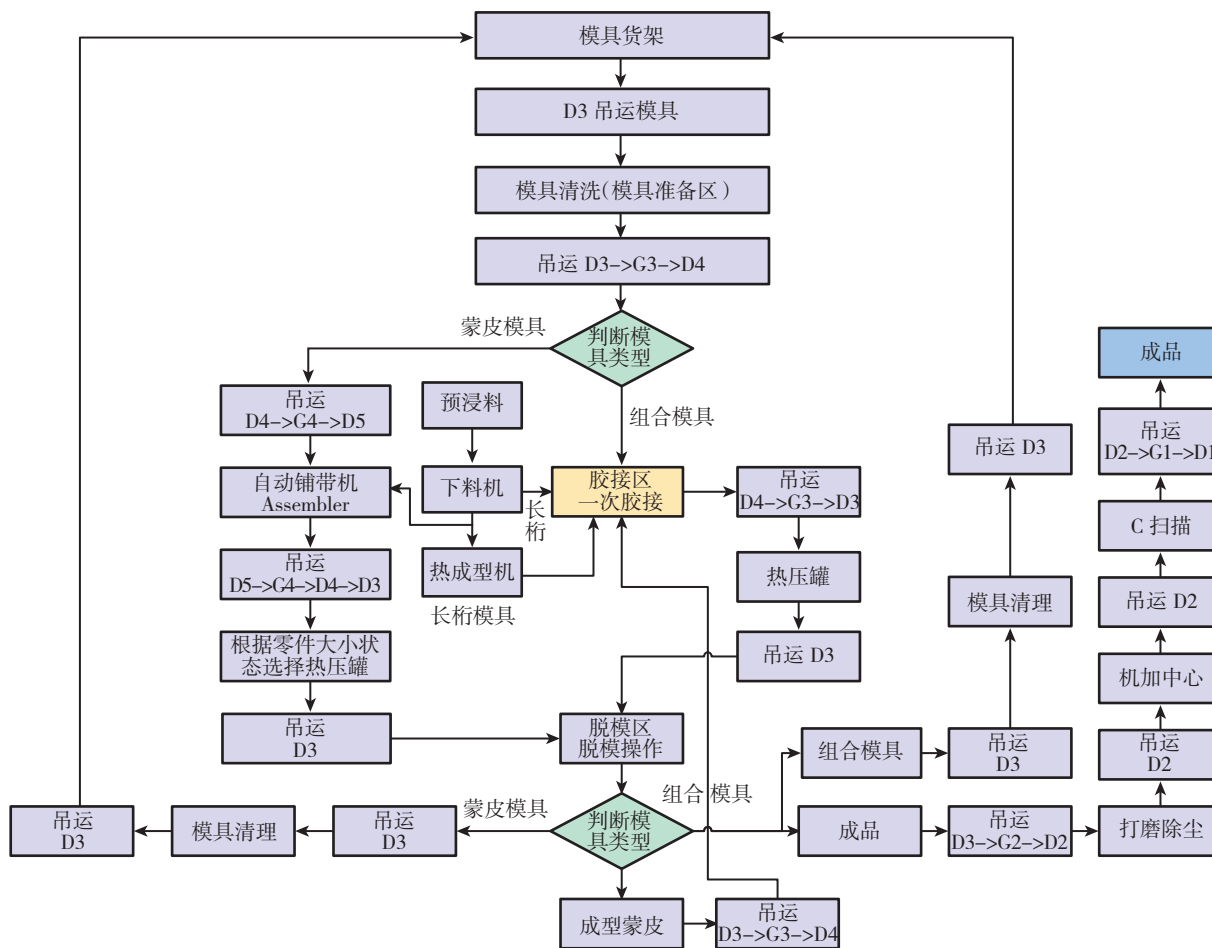 模具货架
D3 吊运模具
模具清洗(模具准备区)
吊运 D3->G3->D4
判断模
具类型
蒙皮模具
组合模具
吊运
D4->G4->D5
自动铺带机
Assembler
吊运
D5->G4->D4->D3
根据零件大小状
态选择热压罐
吊运
D3
预浸料
下料机
长
桁
热成型机
长桁模具
胶接区
一次胶接
吊运
D4->G3->D3
热压罐
吊运 D3
脱模区
脱模操作
判断模
具类型
蒙皮模具
吊运
D3
模具清理
吊运
D3
成型蒙皮
吊运
D3->G3->D4
组合模具
组合模具
吊运
D3
模具清理
吊运 D3
成品
吊运
D3->G2->D2
打磨除尘
吊运
D2
机加中心
吊运 D2
C 扫描
吊运
D2->G1->D1
成品